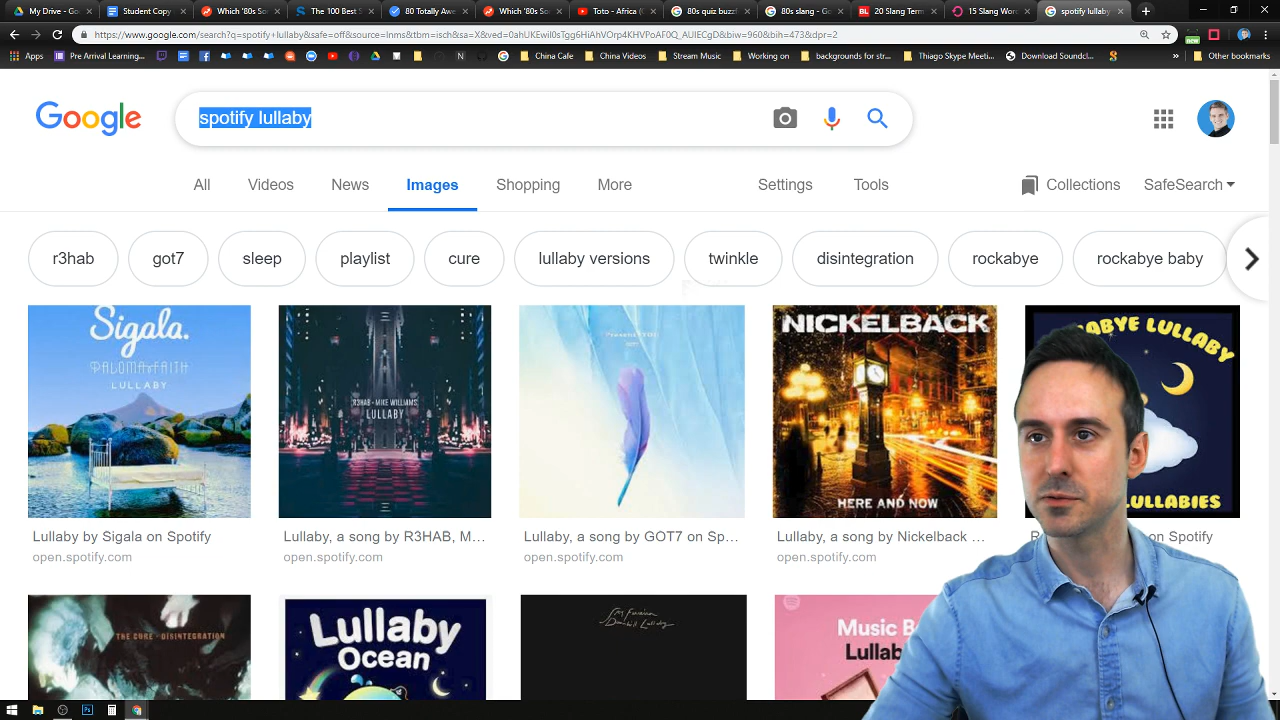 My Drive - G
Student Copy
Which '80s So
The 100 Best S
80 Totally Awe
Which '80s So
Toto - Africa (
80s quiz buzzf
80s slang - G
20 Slang Term
15 Slang Wor
spotify lullaby
https://www.google.com/search?q=spotify+lullaby&safe=off&source=lnms&tbm=isch&sa=X&ved=0ahUKEwil0sTgg6HiAhVOrp4KHVPoAF0Q_AUIECgD&biw=960&bih=473&dpr=2
Apps
Pre Arrival Learning...
China Cafe
China Videos
Stream Music
Working on
backgrounds for str...
Thiago Skype Meet...
Download Soundcl...
»
Other bookmarks
Google
spotify lullaby
All
Videos
News
Images
Shopping
More
Settings
Tools
Collections
SafeSearch
r3hab
got7
sleep
playlist
cure
lullaby versions
twinkle
disintegration
rockabye
rockabye baby
Sigala.
PALOMA FAITH
LULLABY
R3HAB • MIKE WILLIAMS
LULLABY
NICKELBACK
HERE AND NOW
ABYE LULLABY
LULLABIES
Lullaby by Sigala on Spotify
open.spotify.com
Lullaby, a song by R3HAB, M...
open.spotify.com
Lullaby, a song by GOT7 on Sp...
open.spotify.com
Lullaby, a song by Nickelback ...
open.spotify.com
on Spotify
THE CURE • DISINTEGRATION
Lullaby
Ocean
Music B
Lullab